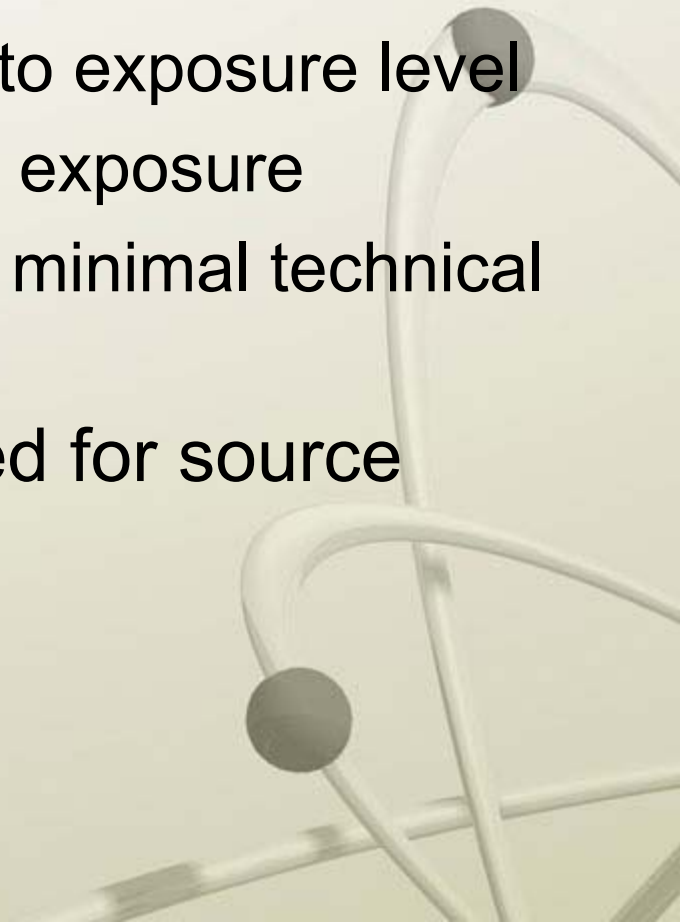 to exposure level
exposure
minimal technical
ed for source